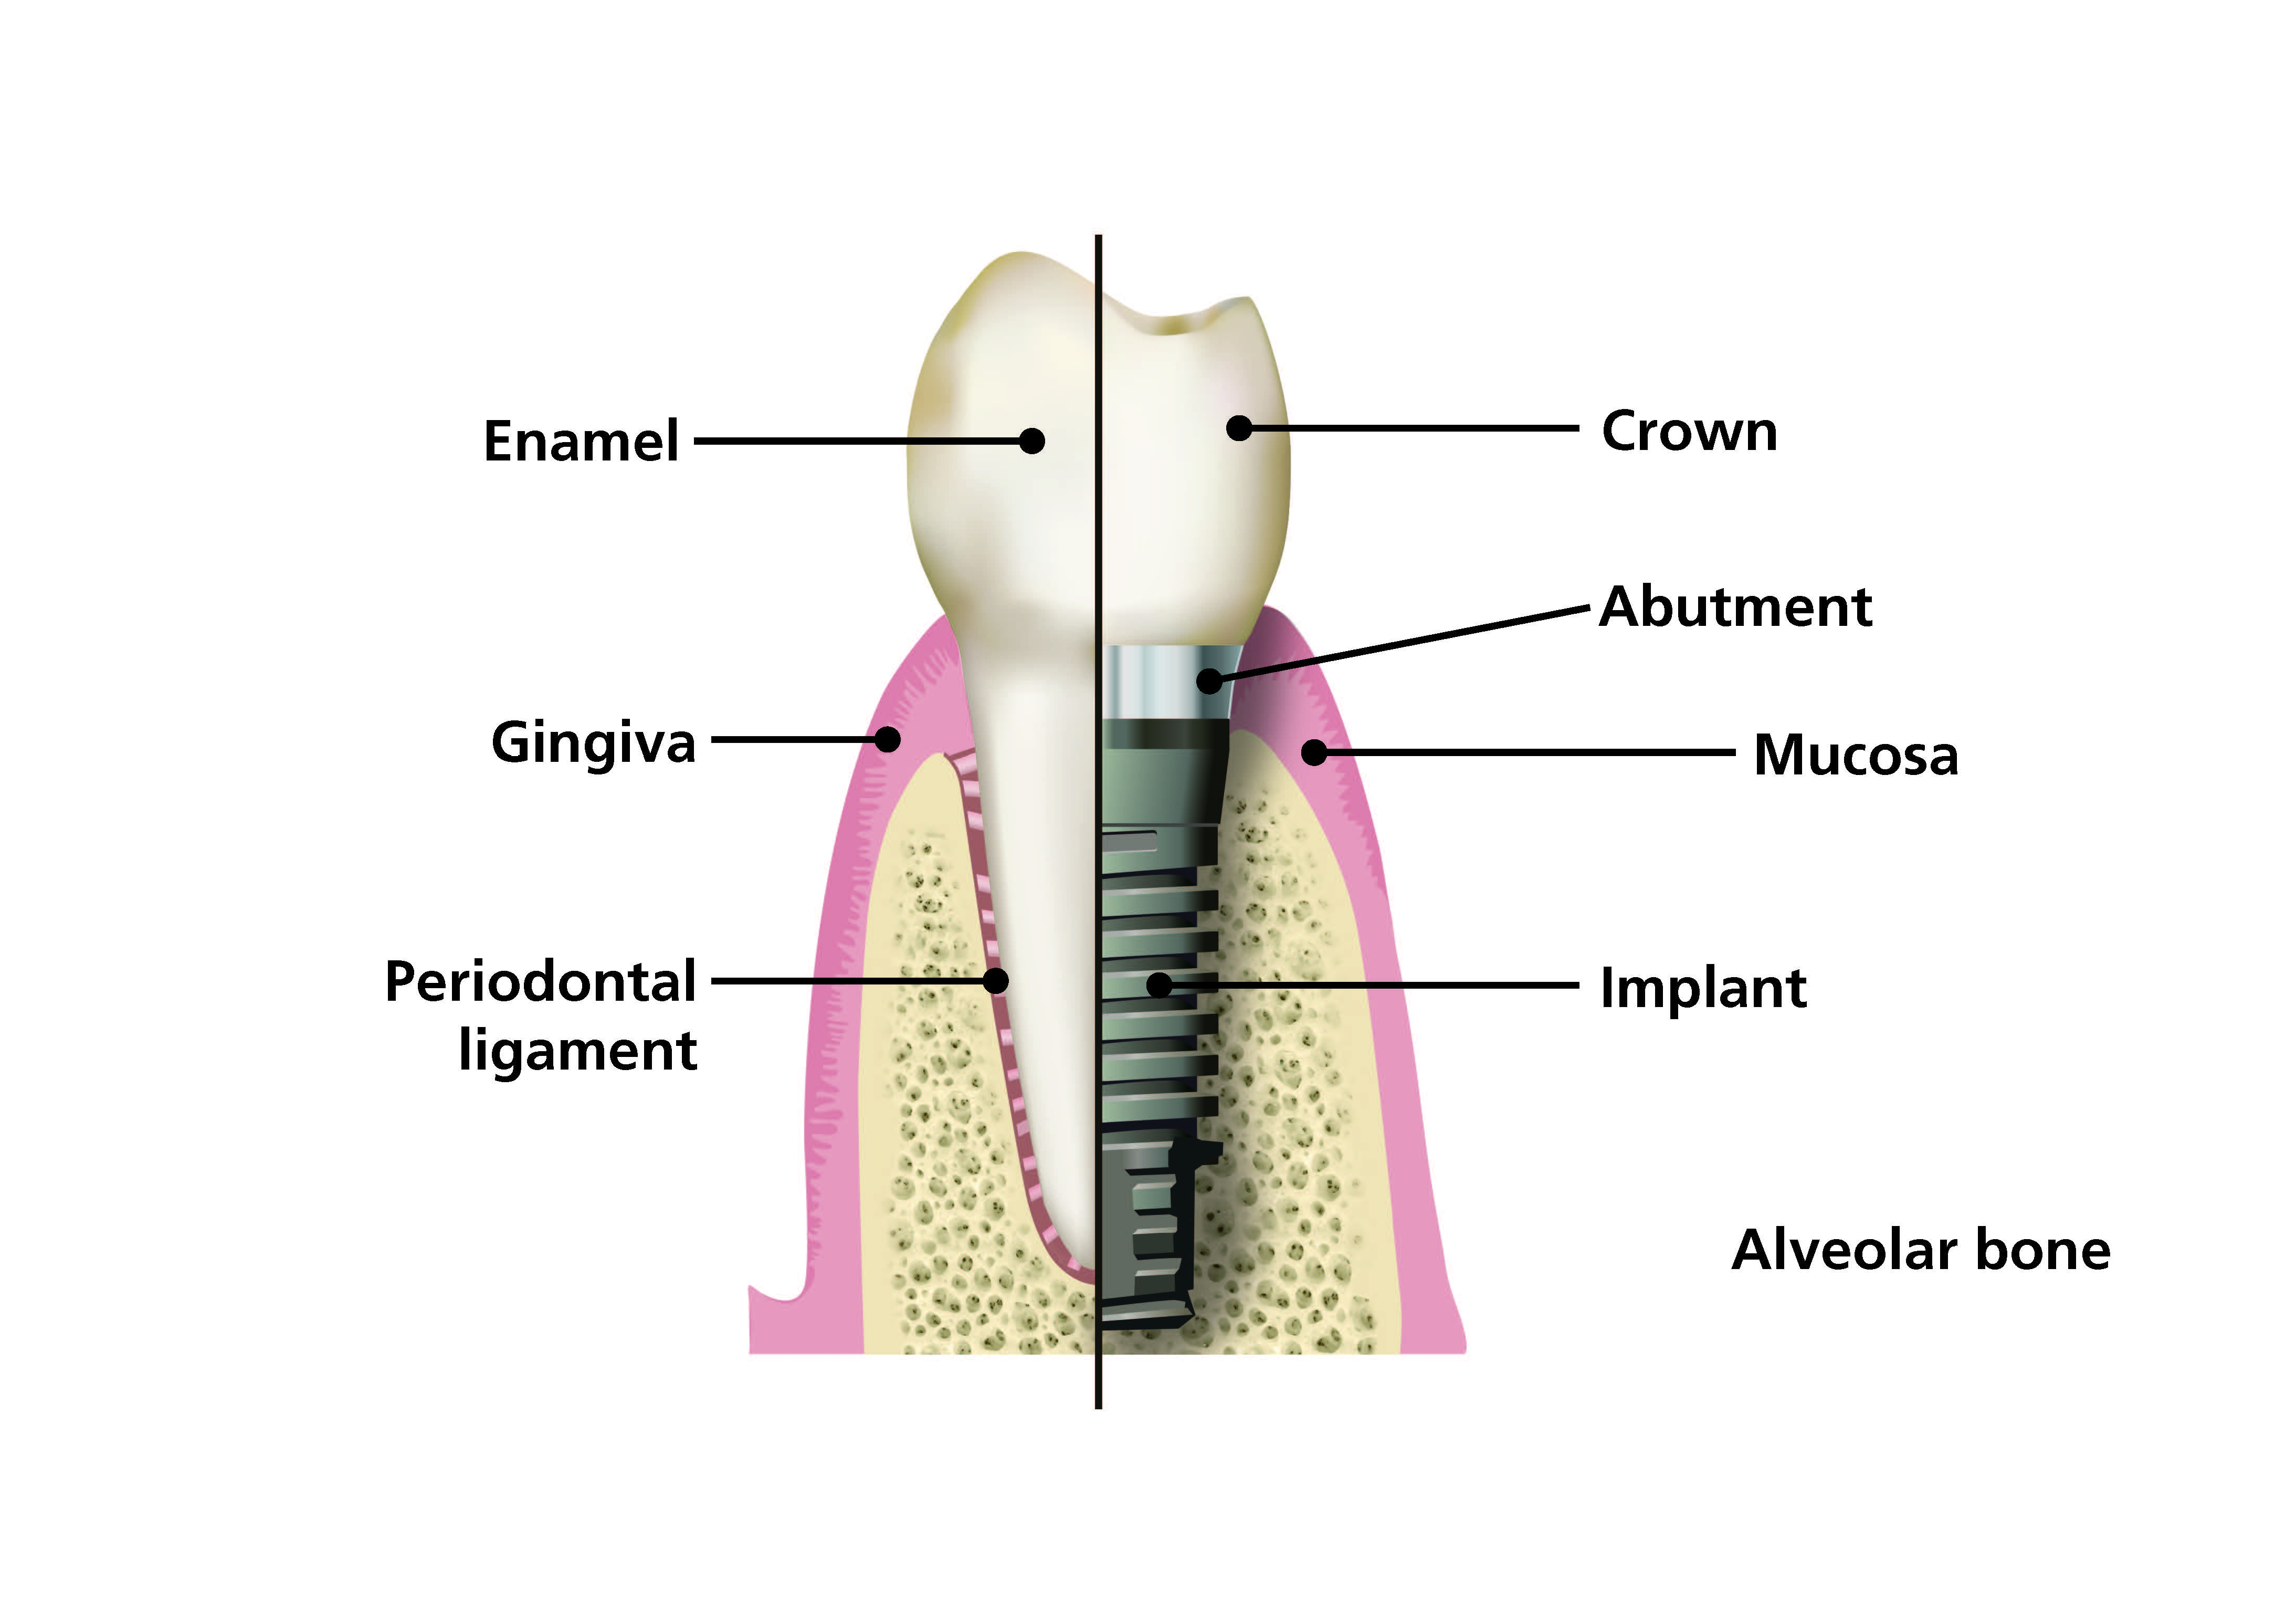 Enamel
Crown
Abutment
Gingiva
Mucosa
Periodontal
ligament
Implant
Alveolar bone